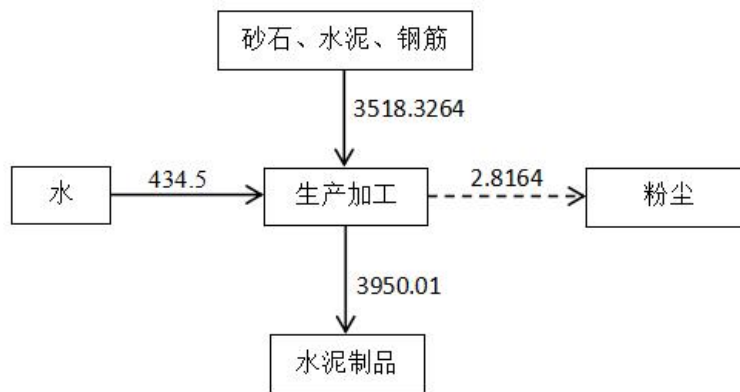 砂石、水泥、钢筋
3518.3264
水
434.5
生产加工
2.8164
粉尘
3950.01
水泥制品